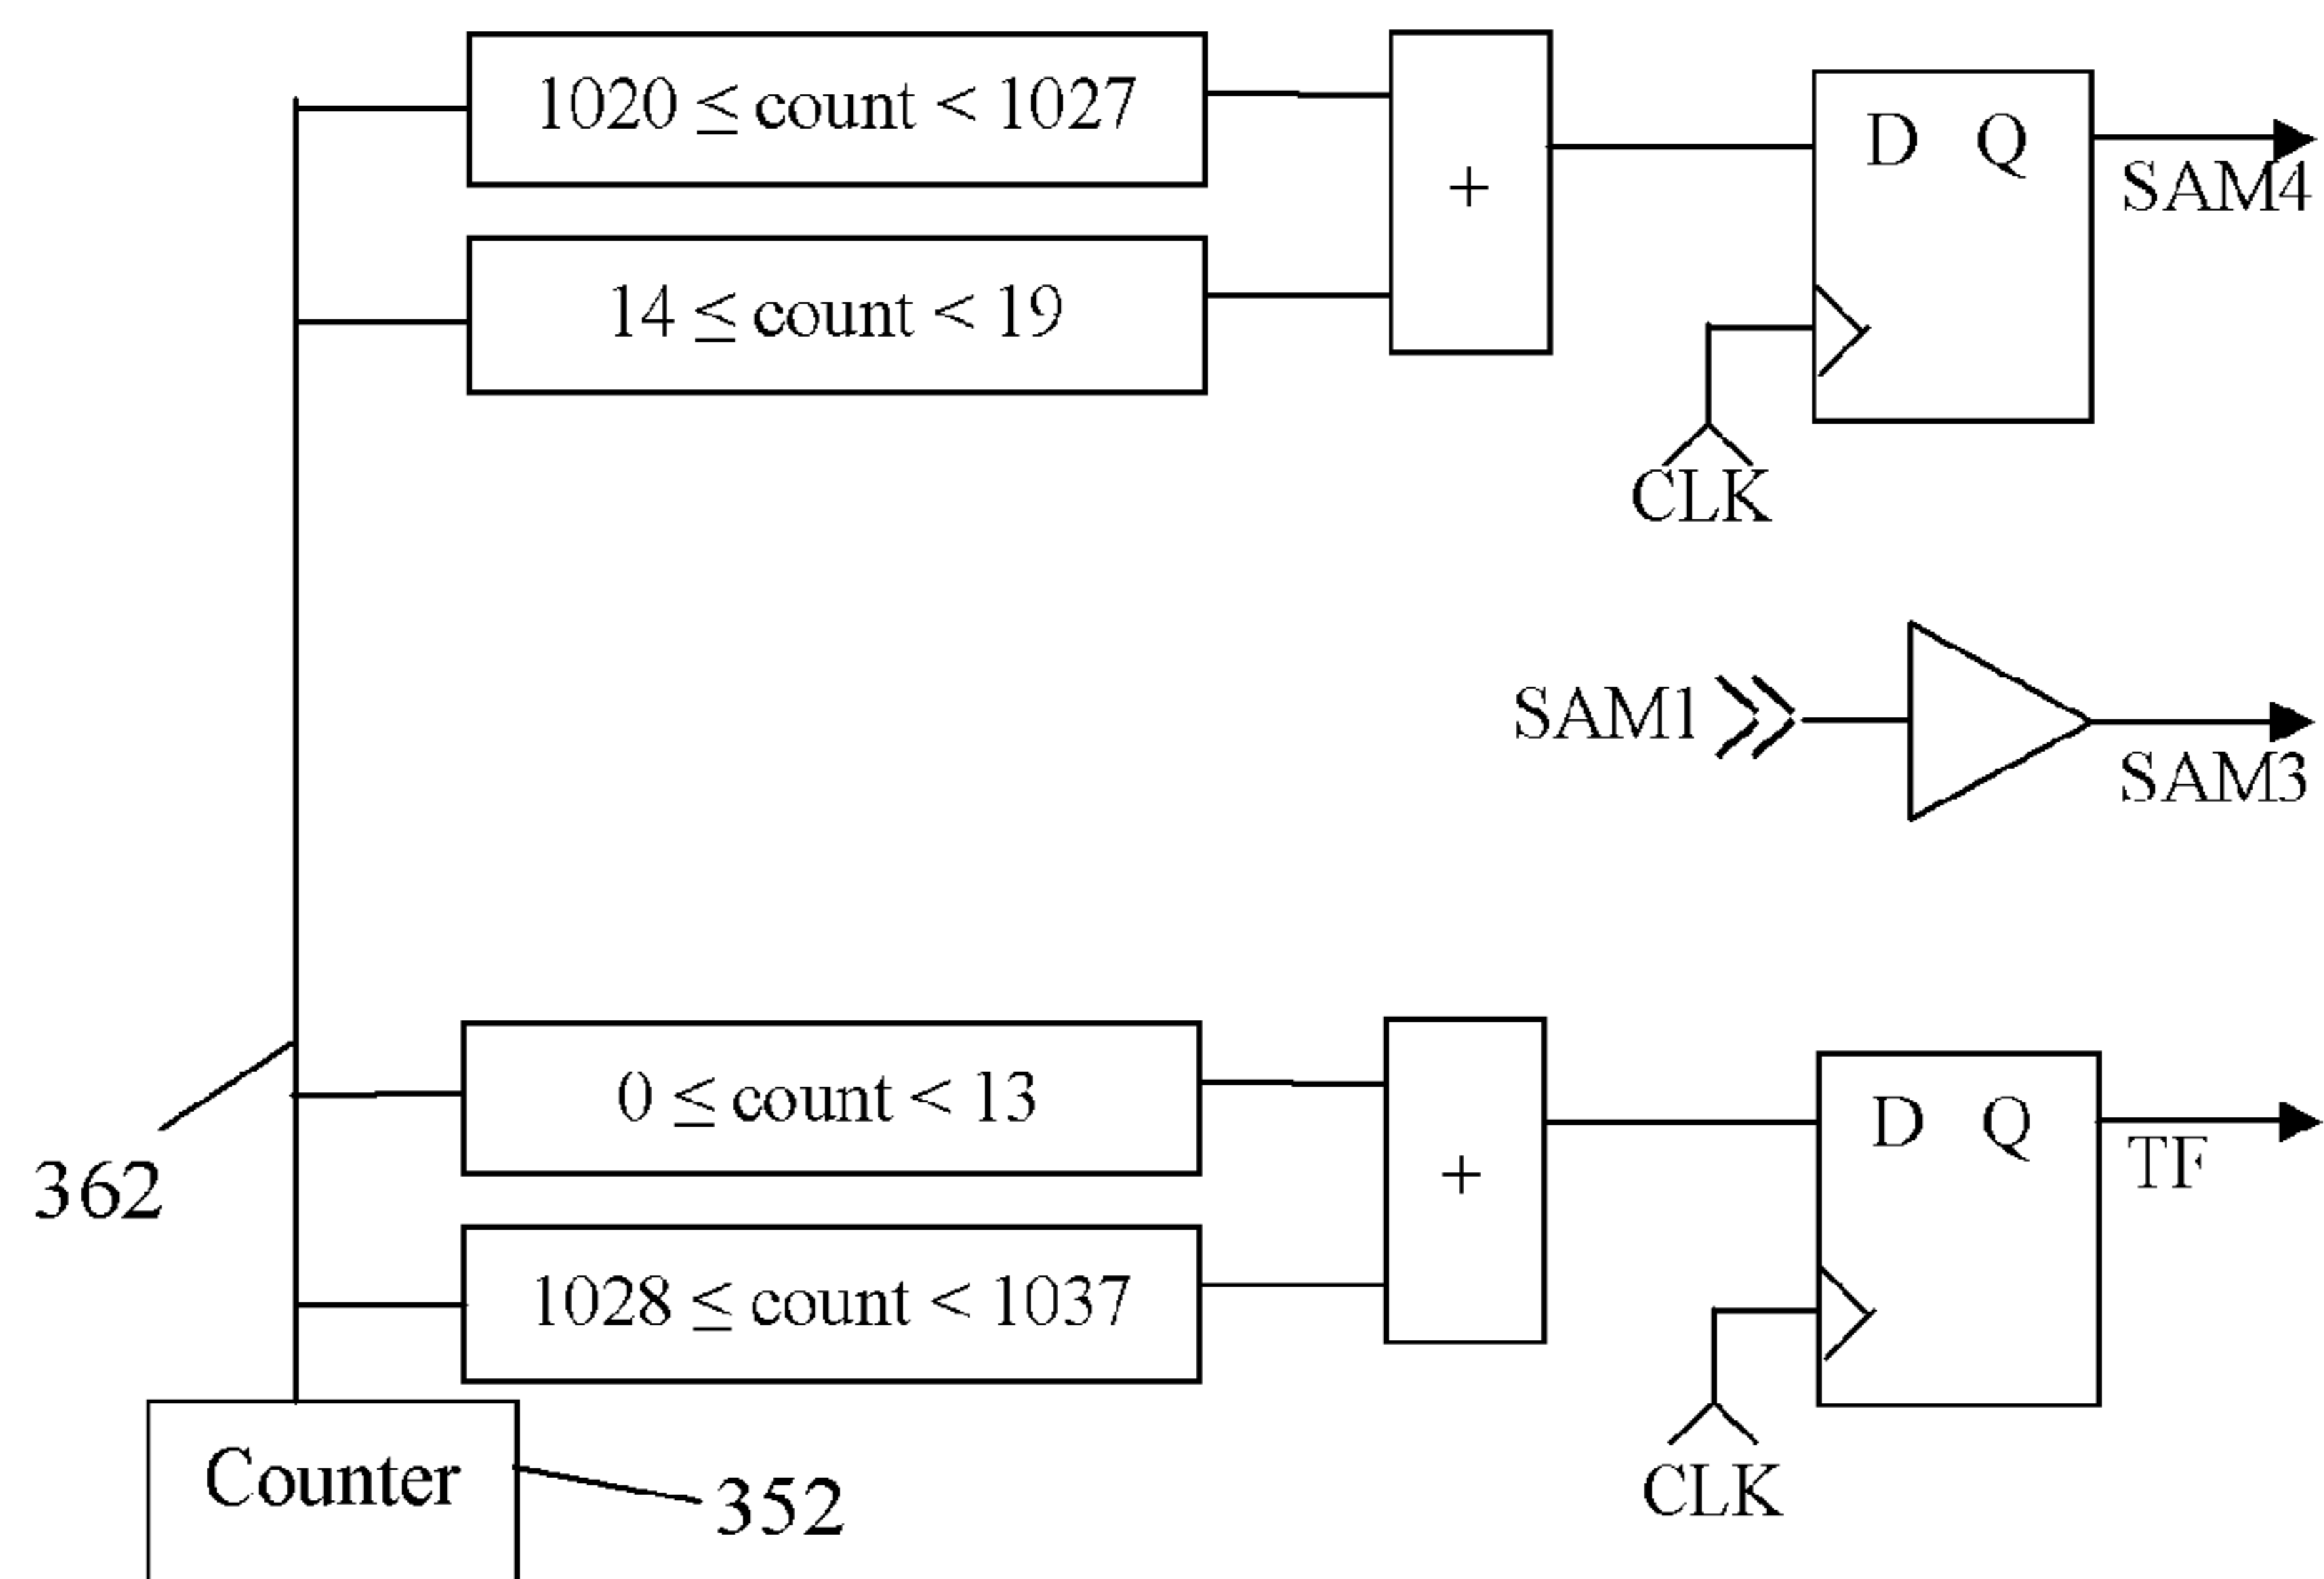 1020 ≤ count < 1027
+
D Q
SAM4
14 ≤ count < 19
CLK
SAM1
SAM3
0 ≤ count < 13
+
D Q
TF
362
1028 ≤ count < 1037
Counter
352
CLK